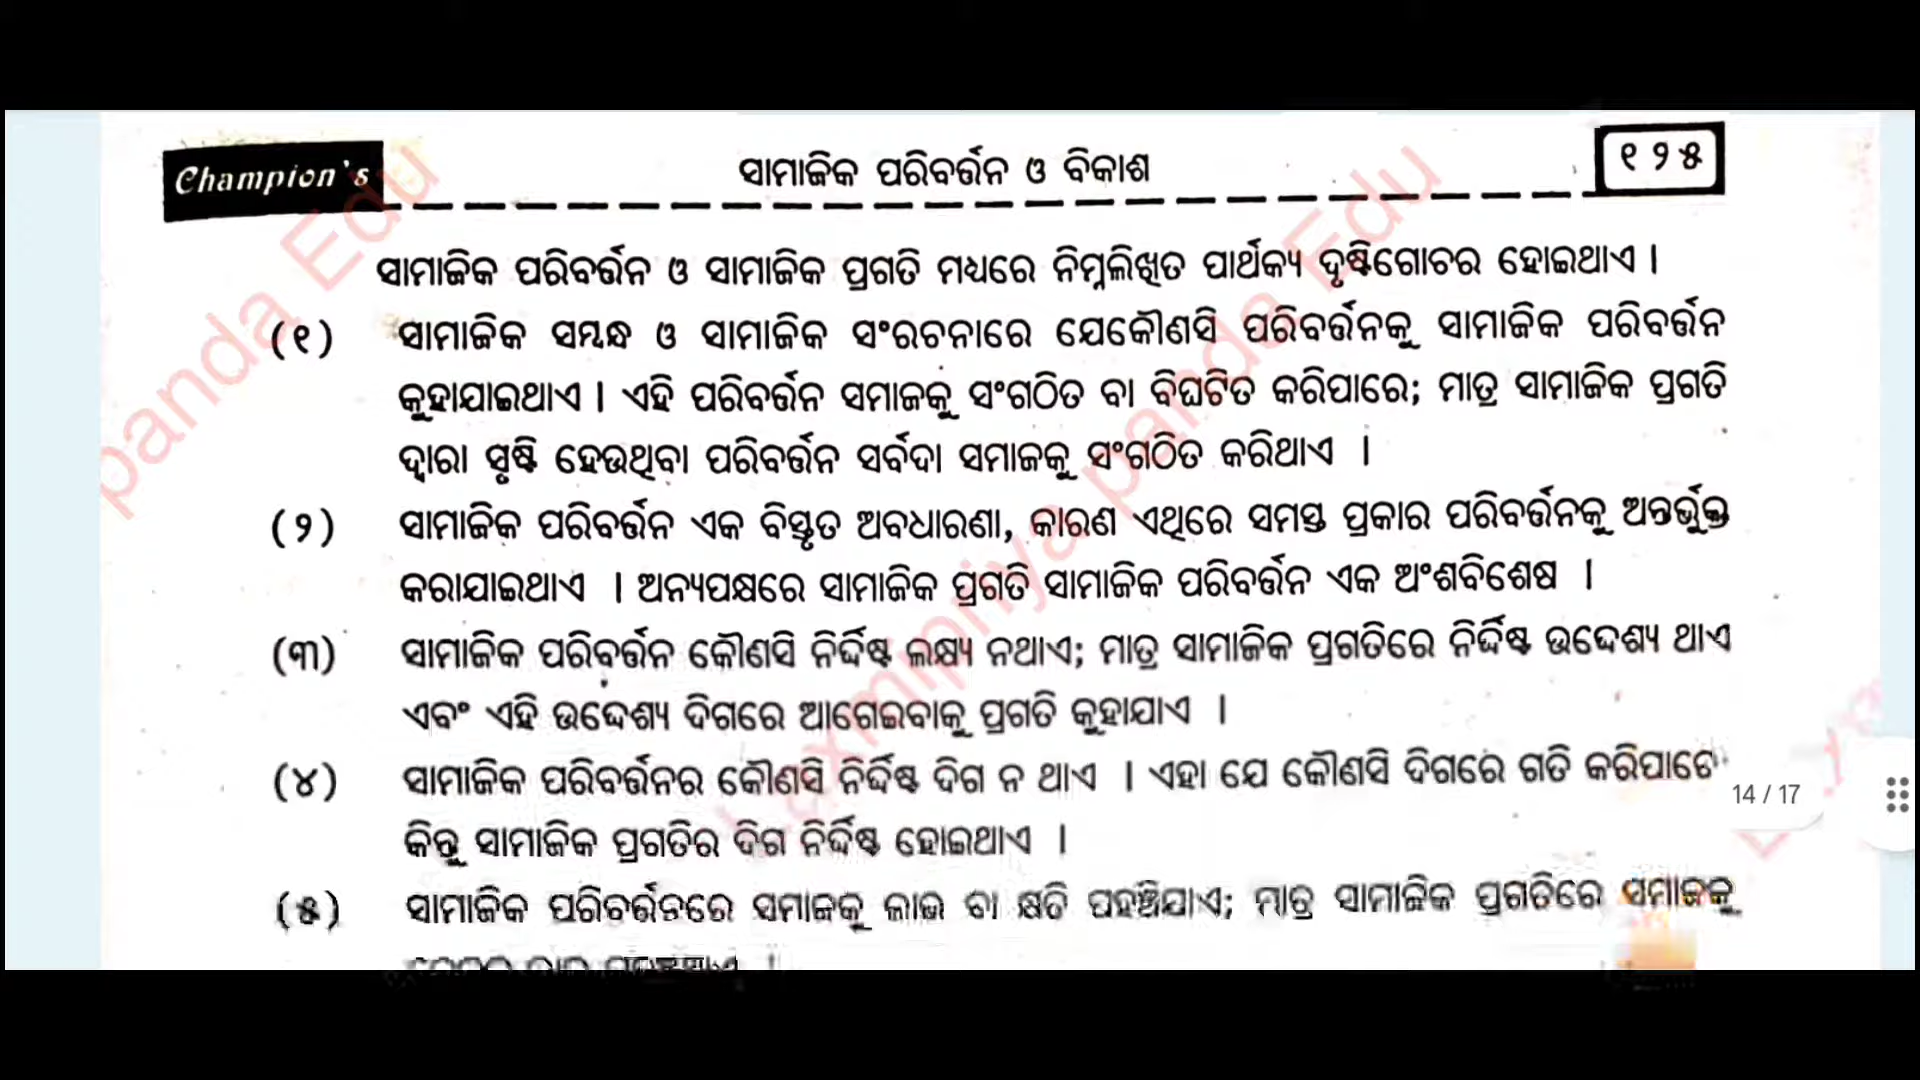 Champion's
ସାମାଜିକ ପରିବର୍ତ୍ତନ ଓ ବିକାଶ
୧୨୫
ସାମାଜିକ ପରିବର୍ତ୍ତନ ଓ ସାମାଜିକ ପ୍ରଗତି ମଧ୍ୟରେ ନିମ୍ନଲିଖିତ ପାର୍ଥକ୍ୟ ଦୃଷ୍ଟିଗୋଚର ହୋଇଥାଏ ।
(୧) ସାମାଜିକ ସମ୍ବନ୍ଧ ଓ ସାମାଜିକ ସଂରଚନାରେ ଯେକୌଣସି ପରିବର୍ତ୍ତନକୁ ସାମାଜିକ ପରିବର୍ତ୍ତନ
କୁହାଯାଇଥାଏ । ଏହି ପରିବର୍ତ୍ତନ ସମାଜକୁ ସଂଗଠିତ ବା ବିଘଟିତ କରିପାରେ; ମାତ୍ର ସାମାଜିକ ପ୍ରଗତି
ଦ୍ୱାରା ସୃଷ୍ଟି ହେଉଥିବା ପରିବର୍ତ୍ତନ ସର୍ବଦା ସମାଜକୁ ସଂଗଠିତ କରିଥାଏ ।
(୨) ସାମାଜିକ ପରିବର୍ତ୍ତନ ଏକ ବିସ୍ତୃତ ଅବଧାରଣା, କାରଣ ଏଥିରେ ସମସ୍ତ ପ୍ରକାର ପରିବର୍ତ୍ତନକୁ ଅନ୍ତର୍ଭୁକ୍ତ
କରାଯାଇଥାଏ । ଅନ୍ୟପକ୍ଷରେ ସାମାଜିକ ପ୍ରଗତି ସାମାଜିକ ପରିବର୍ତ୍ତନ ଏକ ଅଂଶବିଶେଷ ।
(୩) ସାମାଜିକ ପରିବର୍ତ୍ତନ କୌଣସି ନିର୍ଦ୍ଦିଷ୍ଟ ଲକ୍ଷ୍ୟ ନଥାଏ; ମାତ୍ର ସାମାଜିକ ପ୍ରଗତିରେ ନିର୍ଦ୍ଦିଷ୍ଟ ଉଦ୍ଦେଶ୍ୟ ଥାଏ
ଏବଂ ଏହି ଉଦ୍ଦେଶ୍ୟ ଦିଗରେ ଆଗେଇବାକୁ ପ୍ରଗତି କୁହାଯାଏ ।
(୪) ସାମାଜିକ ପରିବର୍ତ୍ତନର କୌଣସି ନିର୍ଦ୍ଦିଷ୍ଟ ଦିଗ ନ ଥାଏ । ଏହା ଯେ କୌଣସି ଦିଗରେ ଗତି କରିପାରେ
14 / 17
କିନ୍ତୁ ସାମାଜିକ ପ୍ରଗତିର ଦିଗ ନିର୍ଦ୍ଦିଷ୍ଟ ହୋଇଥାଏ ।
(୫) ସାମାଜିକ ପରିବର୍ତ୍ତନରେ ସମାଜକୁ ଲାଭ ବା କ୍ଷତି ପହଞ୍ଚିଯାଏ; ମାତ୍ର ସାମାଜିକ ପ୍ରଗତିରେ ସମାଜକୁ
Laxmipriya panda Edu